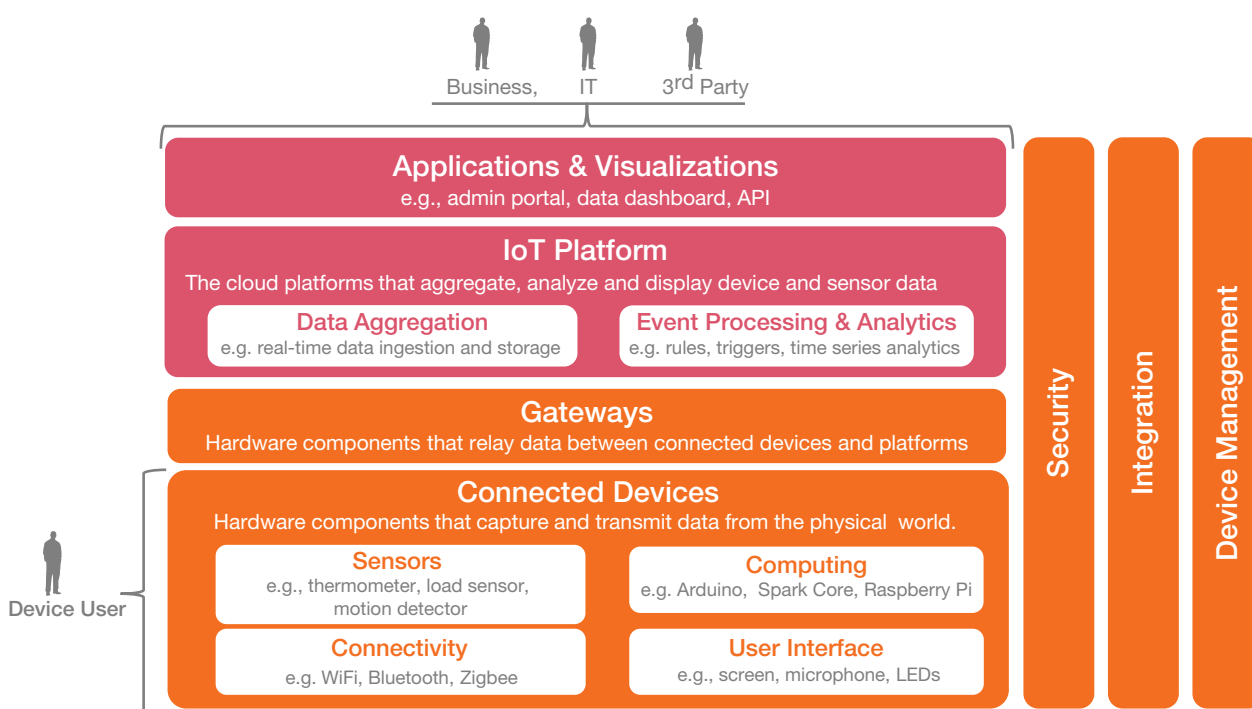 Business, IT 3rd Party
Applications & Visualizations
e.g., admin portal, data dashboard, API
IoT Platform
The cloud platforms that aggregate, analyze and display device and sensor data
Data Aggregation
e.g. real-time data ingestion and storage
Event Processing & Analytics
e.g. rules, triggers, time series analytics
Gateways
Hardware components that relay data between connected devices and platforms
Connected Devices
Hardware components that capture and transmit data from the physical world.
Sensors
e.g., thermometer, load sensor,
motion detector
Computing
e.g. Arduino, Spark Core, Raspberry Pi
Connectivity
e.g. WiFi, Bluetooth, Zigbee
User Interface
e.g., screen, microphone, LEDs
Device User
Security
Integration
Device Management